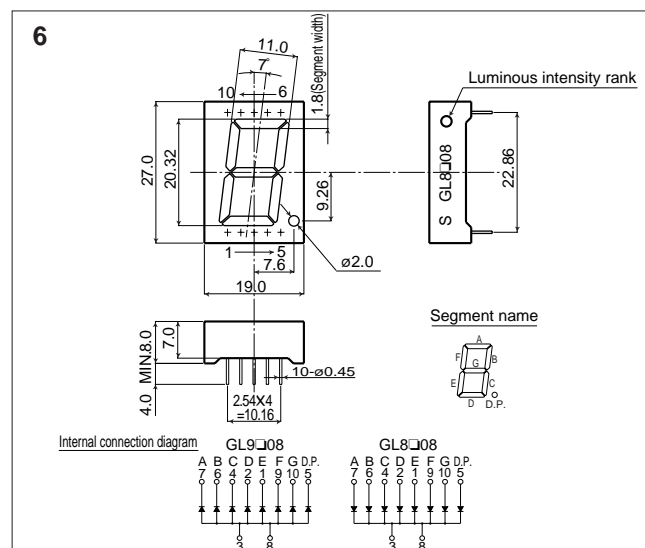 6
11.0
7°
1.8(Segment width)
10 6
Luminous intensity rank
27.0
20.32
9.26
S GL8□08
22.86
1 5
7.6
ø2.0
19.0
Segment name
A
F B
G
E C
D D.P.
7.0
MIN.8.0
4.0
10-ø0.45
2.54X4
=10.16
Internal connection diagram
GL9□08 GL8□08
A B C D E F G D.P. A B C D E F G D.P.
7 6 4 2 1 9 10 5 7 6 4 2 1 9 10 5
3 8 3 8